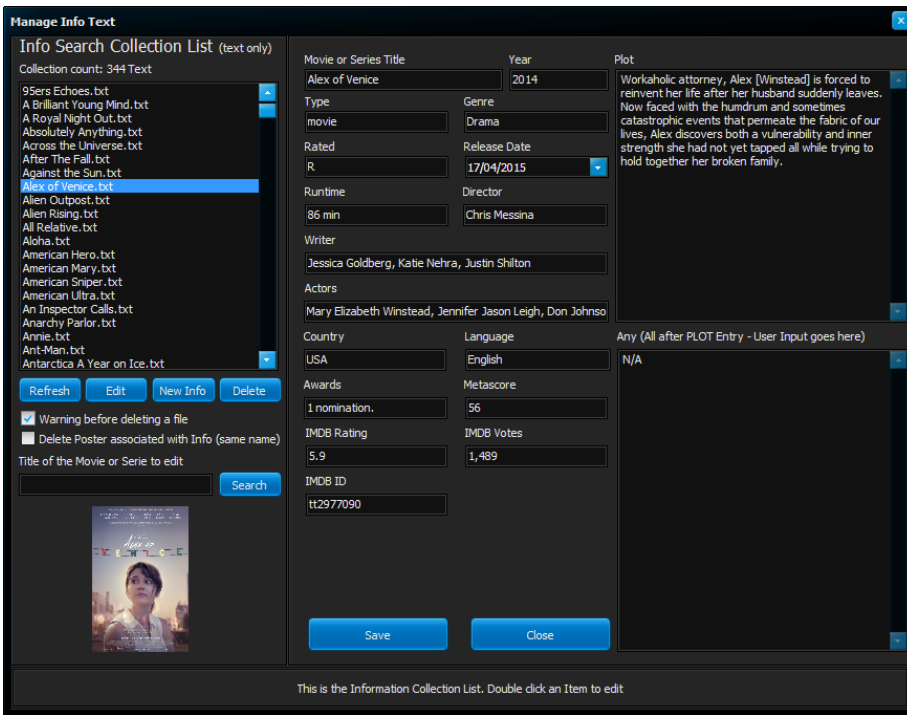 Manage Info Text
Info Search Collection List (text only)
Collection count: 344 Text
95ers Echoes.txt
A Brilliant Young Mind.txt
A Royal Night Out.txt
Absolutely Anything.txt
Across the Universe.txt
After The Fall.txt
Against the Sun.txt
Alex of Venice.txt
Alien Outpost.txt
Alien Rising.txt
All Relative.txt
Aloha.txt
American Hero.txt
American Mary.txt
American Sniper.txt
American Ultra.txt
An Inspector Calls.txt
Anarchy Parlor.txt
Annie.txt
Ant-Man.txt
Antarctica A Year on Ice.txt
Refresh Edit New Info Delete
Warning before deleting a file
Delete Poster associated with Info (same name)
Title of the Movie or Serie to edit
Search
Movie or Series Title Year
Alex of Venice 2014
Type Genre
movie Drama
Rated Release Date
R 17/04/2015
Runtime Director
86 min Chris Messina
Writer
Jessica Goldberg, Katie Nehra, Justin Shilton
Actors
Mary Elizabeth Winstead, Jennifer Jason Leigh, Don Johnso
Country Language
USA English
Awards Metascore
1 nomination. 56
IMDB Rating IMDB Votes
5.9 1,489
IMDB ID
tt2977090
Save Close
Plot
Workaholic attorney, Alex [Winstead] is forced to
reinvent her life after her husband suddenly leaves.
Now faced with the humdrum and sometimes
catastrophic events that permeate the fabric of our
lives, Alex discovers both a vulnerability and inner
strength she had not yet tapped all while trying to
hold together her broken family.
Any (All after PLOT Entry - User Input goes here)
N/A
This is the Information Collection List. Double click an Item to edit